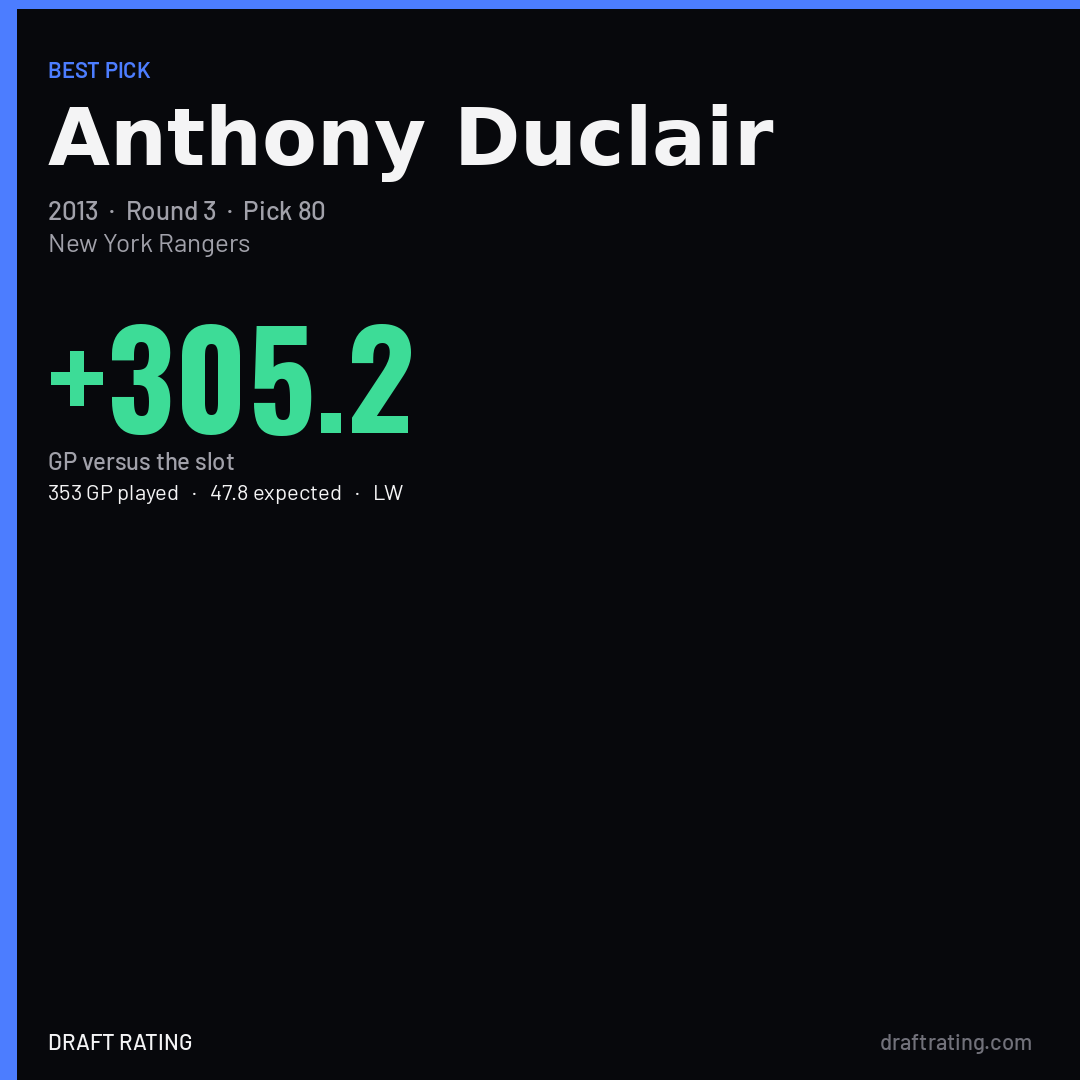 BEST PICK
Anthony Duclair
2013 · Round 3 · Pick 80
New York Rangers
+305.2
GP versus the slot
353 GP played · 47.8 expected · LW
DRAFT RATING
draftrating.com